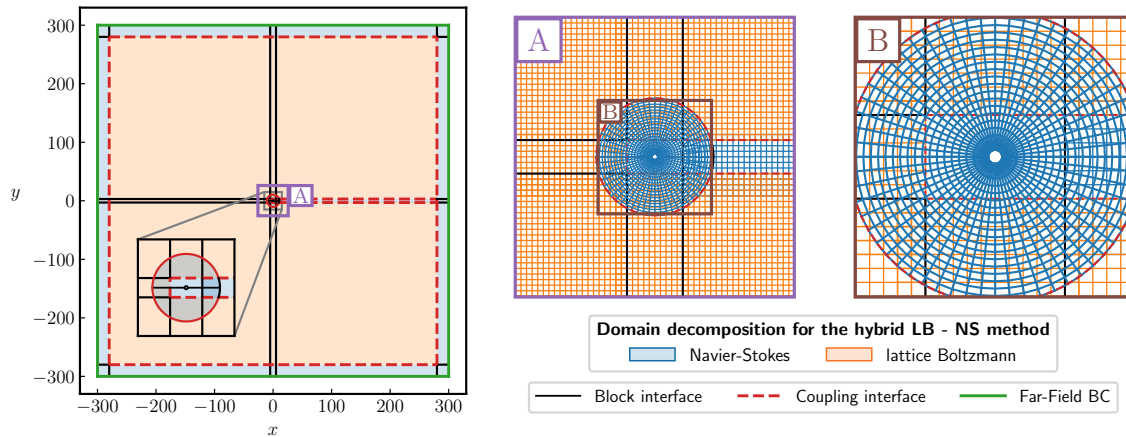 300
200
100
0
−100
−200
−300
y
−300
−200
−100
0
100
200
300
x
A
A
B
B
Domain decomposition for the hybrid LB - NS method
Navier-Stokes lattice Boltzmann
Block interface Coupling interface Far-Field BC